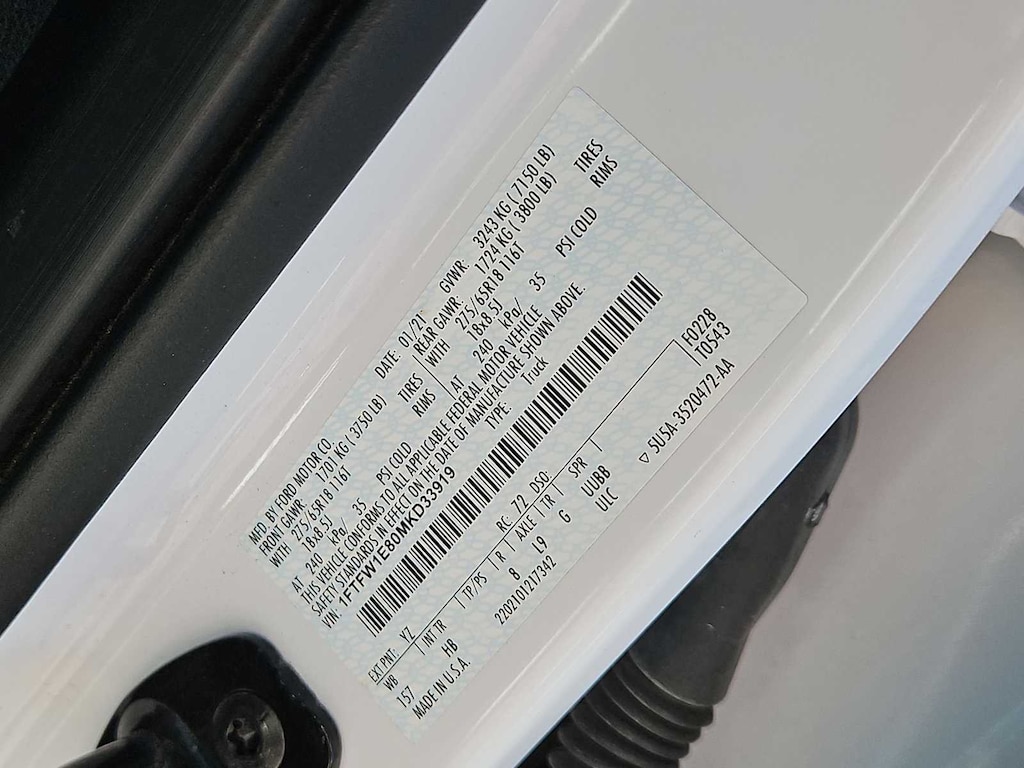 MFD. BY FORD MOTOR CO. DATE: 01/21 GVWR: 3243 KG ( 7150 LB)
FRONT GAWR: 1701 KG ( 3750 LB) REAR GAWR: 1724 KG ( 3800 LB)
WITH 275/65R18 116T TIRES WITH 275/65R18 116T TIRES
18x8.5J RIMS 18x8.5J RIMS
AT 240 kPa/ 35 PSI COLD AT 240 kPa/ 35 PSI COLD
THIS VEHICLE CONFORMS TO ALL APPLICABLE FEDERAL MOTOR VEHICLE
SAFETY STANDARDS IN EFFECT ON THE DATE OF MANUFACTURE SHOWN ABOVE.
VIN: 1FTFW1E80MKD33919 TYPE: Truck
EXT PNT: YZ RC: 72 DSO: F0228
WB INT TR TP/PS R AXLE TR SPR T0543
157 HB 8 L9 G UUBB
MADE IN U.S.A. 220210121734Z ULC ▽ 5U5A-3520472-AA